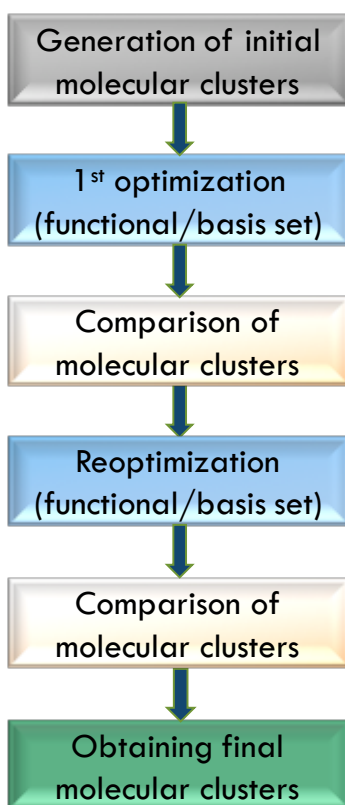 Generation of initial
molecular clusters
1st optimization
(functional/basis set)
Comparison of
molecular clusters
Reoptimization
(functional/basis set)
Comparison of
molecular clusters
Obtaining final
molecular clusters